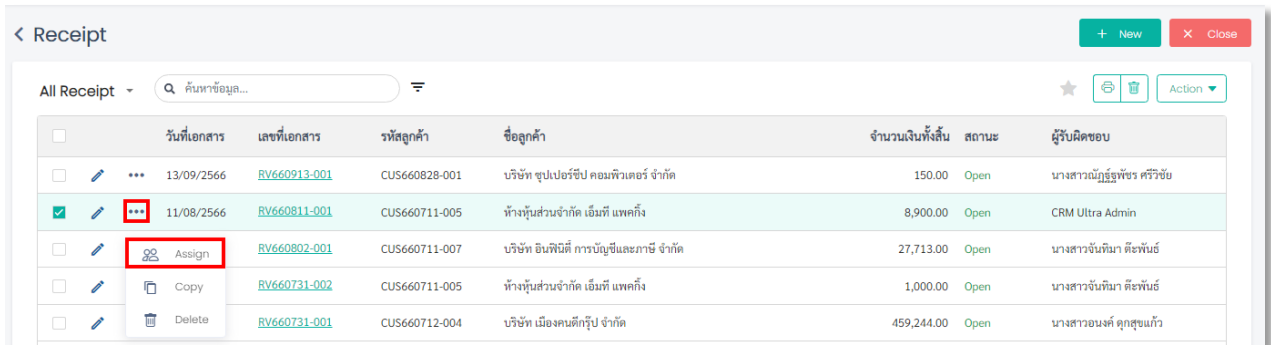 Receipt
+ New
× Close
All Receipt
ค้นหาข้อมูล...
Action
วันที่เอกสาร เลขที่เอกสาร รหัสลูกค้า ชื่อลูกค้า จำนวนเงินทั้งสิ้น สถานะ ผู้รับผิดชอบ
13/09/2566 RV660913-001 CUS660828-001 บริษัท ซุปเปอร์ชีป คอมพิวเตอร์ จำกัด 150.00 Open นางสาวณัฏฐ์ฐพัชร ศรีวิชัย
11/08/2566 RV660811-001 CUS660711-005 ห้างหุ้นส่วนจำกัด เอ็มที แพคกิ้ง 8,900.00 Open CRM Ultra Admin
RV660802-001 CUS660711-007 บริษัท อินฟินิตี้ การบัญชีและภาษี จำกัด 27,713.00 Open นางสาวจันทิมา ต๊ะพันธ์
Assign
RV660731-002 CUS660711-005 ห้างหุ้นส่วนจำกัด เอ็มที แพคกิ้ง 1,000.00 Open นางสาวจันทิมา ต๊ะพันธ์
Copy
RV660731-001 CUS660712-004 บริษัท เมืองคนดีกรุ๊ป จำกัด 459,244.00 Open นางสาวอนงค์ ดุกสุขแก้ว
Delete